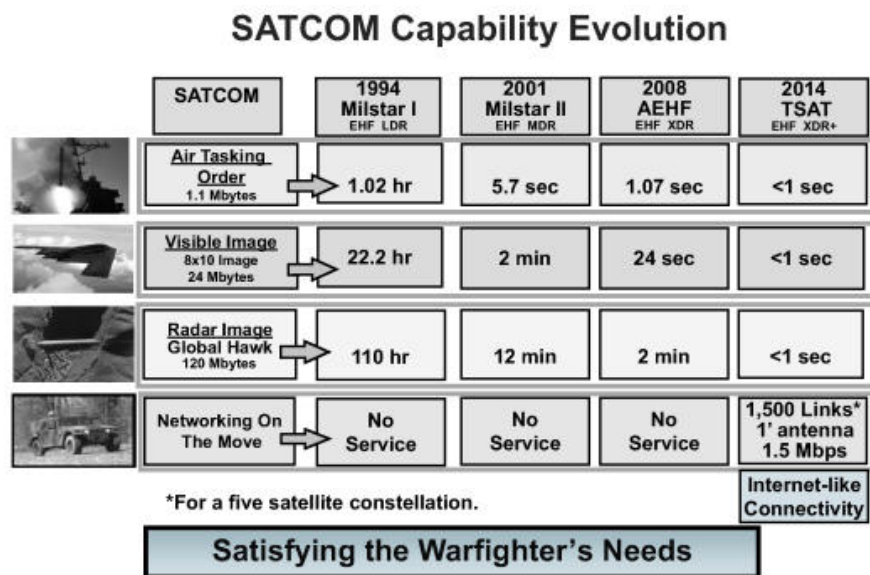 SATCOM Capability Evolution
SATCOM
1994
Milstar I
EHF LDR
2001
Milstar II
EHF MDR
2008
AEHF
EHF XDR
2014
TSAT
EHF XDR+
Air Tasking
Order
1.1 Mbytes
1.02 hr
5.7 sec
1.07 sec
<1 sec
Visible Image
8x10 Image
24 Mbytes
22.2 hr
2 min
24 sec
<1 sec
Radar Image
Global Hawk
120 Mbytes
110 hr
12 min
2 min
<1 sec
Networking On
The Move
No
Service
No
Service
No
Service
1,500 Links*
1' antenna
1.5 Mbps
*For a five satellite constellation.
Internet-like
Connectivity
Satisfying the Warfighter's Needs